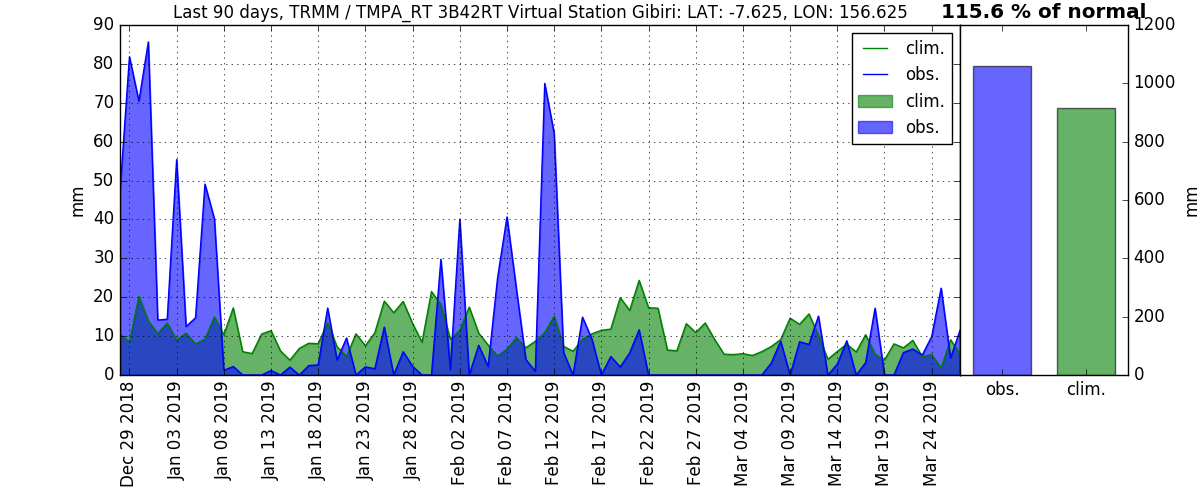 Last 90 days, TRMM / TMPA_RT 3B42RT Virtual Station Gibiri: LAT: -7.625, LON: 156.625
115.6 % of normal
90
80
70
60
50
40
30
20
10
0
mm
clim.
obs.
clim.
obs.
1200
1000
800
600
400
200
0
mm
Dec 29 2018
Jan 03 2019
Jan 08 2019
Jan 13 2019
Jan 18 2019
Jan 23 2019
Jan 28 2019
Feb 02 2019
Feb 07 2019
Feb 12 2019
Feb 17 2019
Feb 22 2019
Feb 27 2019
Mar 04 2019
Mar 09 2019
Mar 14 2019
Mar 19 2019
Mar 24 2019
obs.
clim.